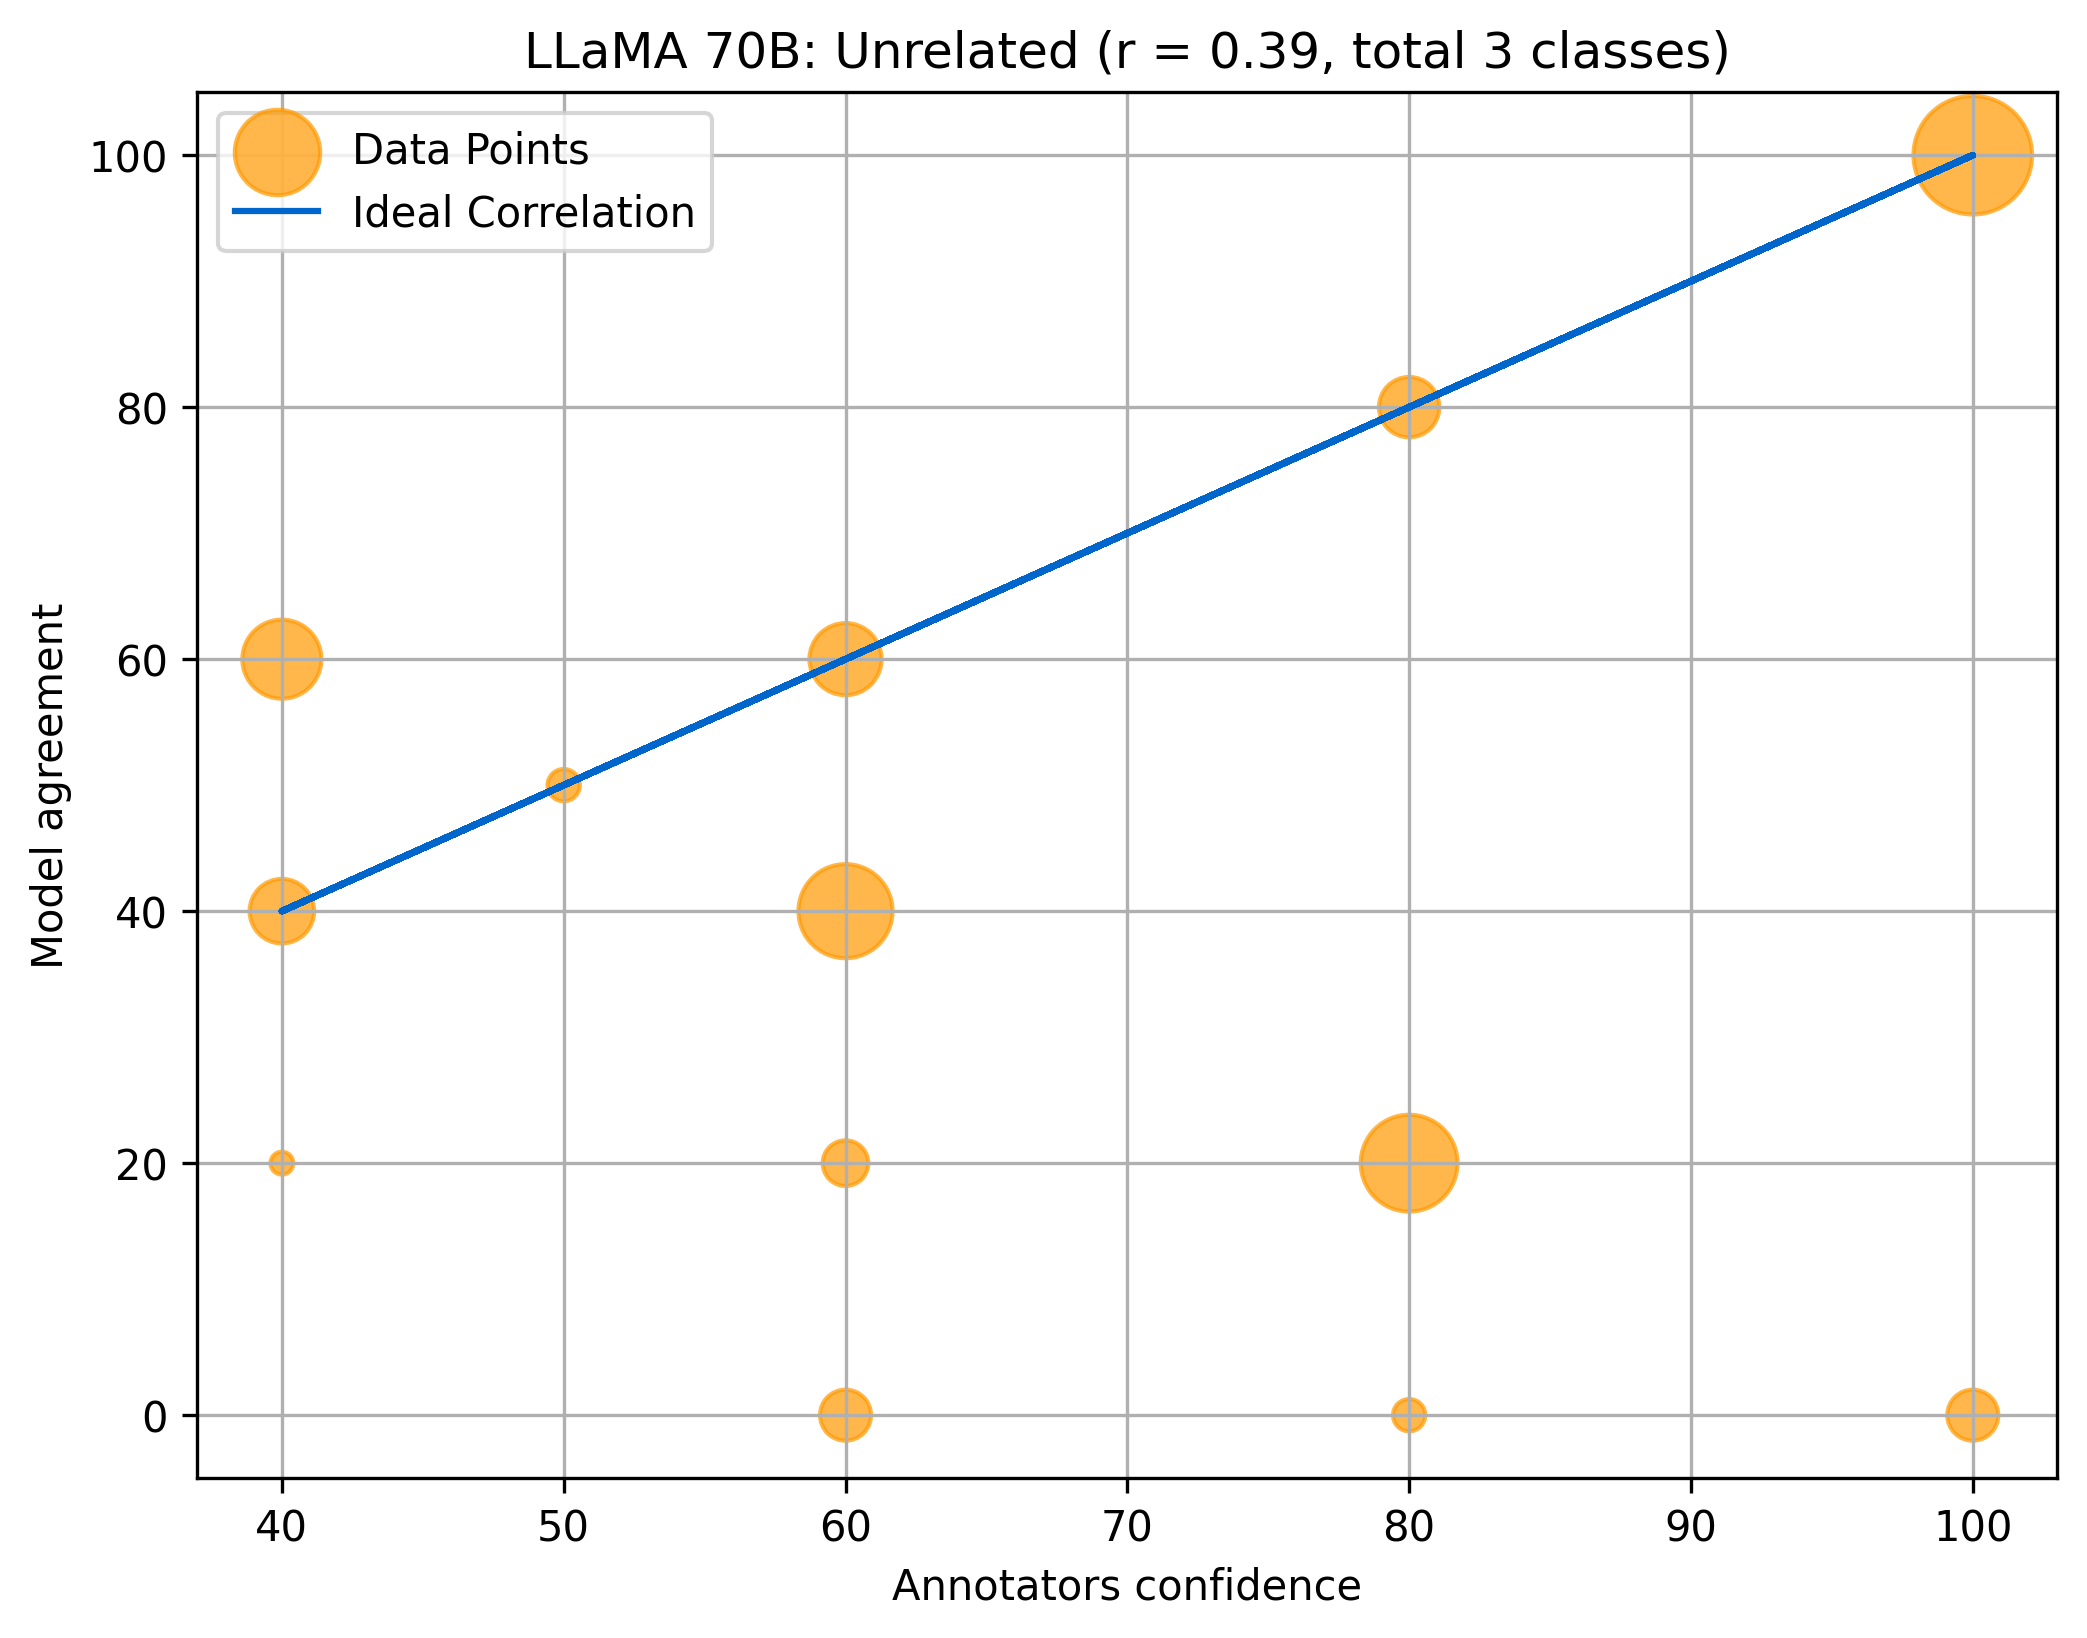 LLaMA 70B: Unrelated (r = 0.39, total 3 classes)
Data Points
Ideal Correlation
100
80
60
40
20
0
Model agreement
40 50 60 70 80 90 100
Annotators confidence